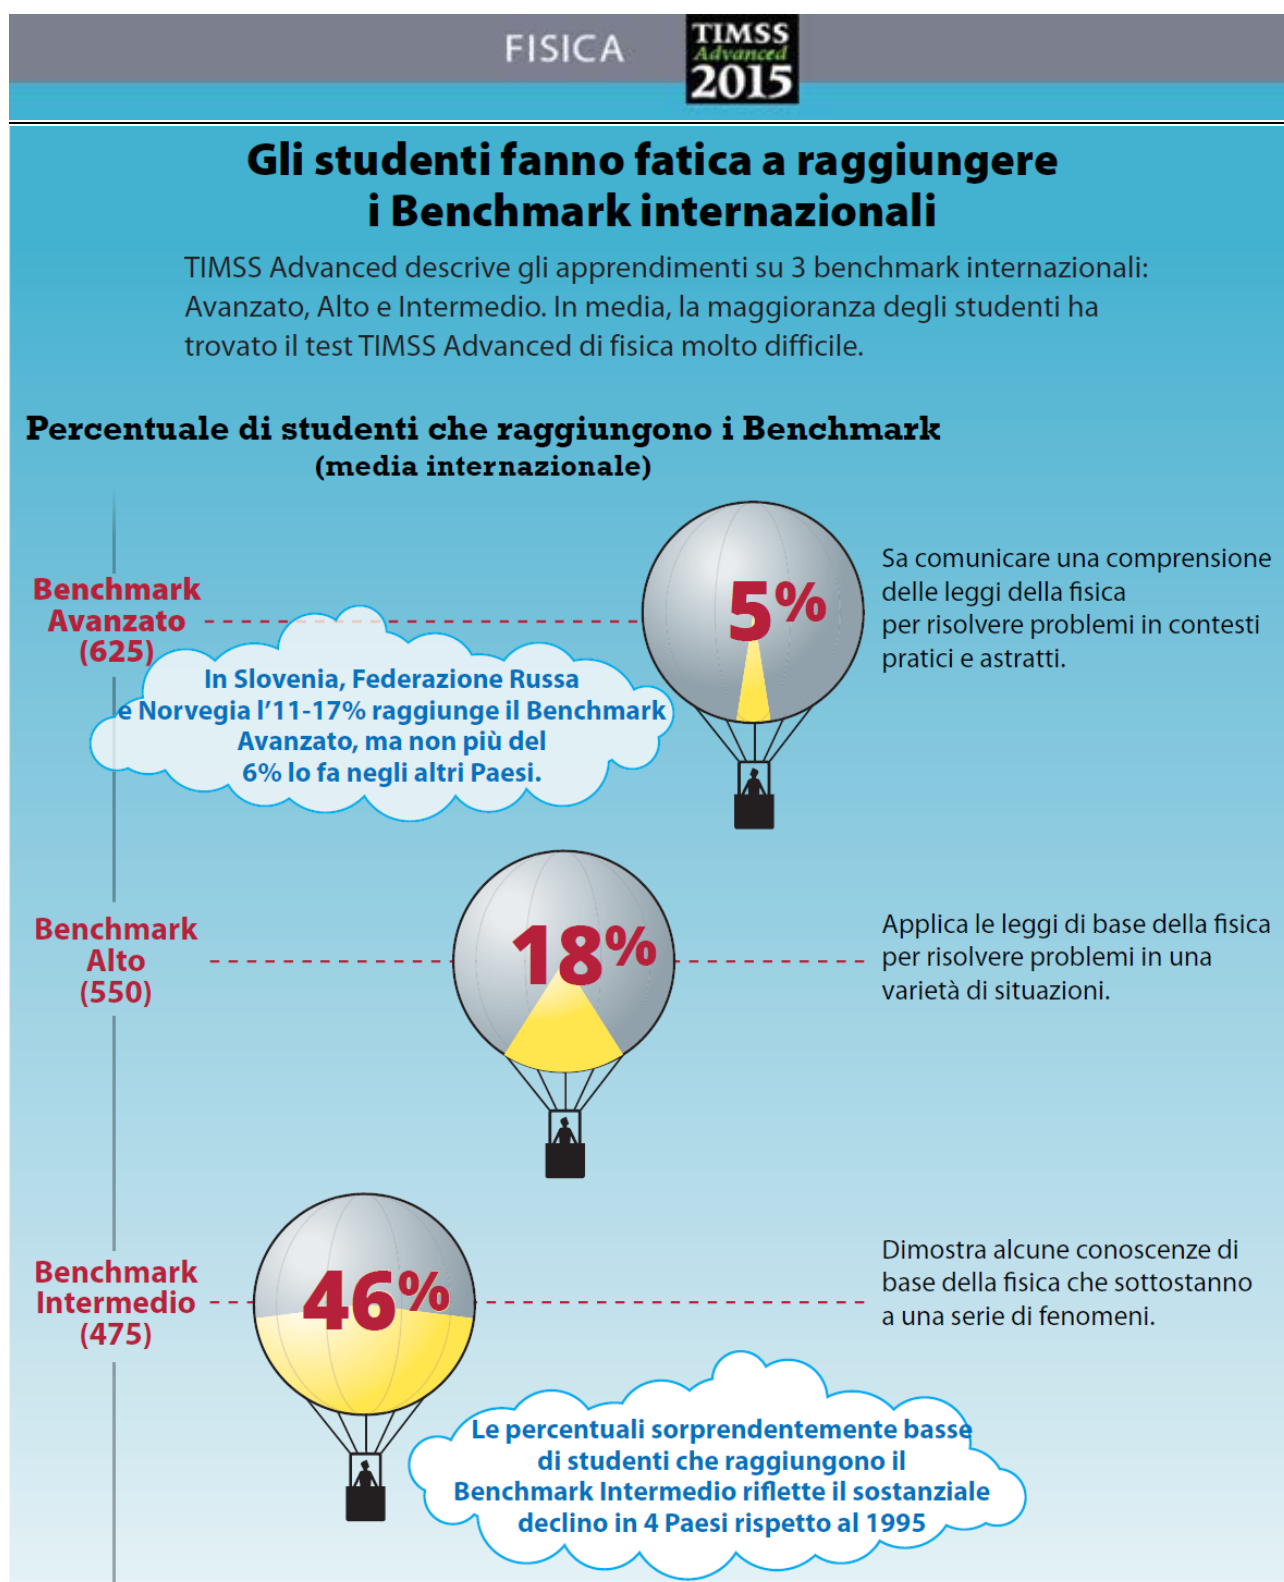 FISICA
TIMSS
Advanced
2015
Gli studenti fanno fatica a raggiungere
i Benchmark internazionali
TIMSS Advanced descrive gli apprendimenti su 3 benchmark internazionali:
Avanzato, Alto e Intermedio. In media, la maggioranza degli studenti ha
trovato il test TIMSS Advanced di fisica molto difficile.
Percentuale di studenti che raggiungono i Benchmark
(media internazionale)
Benchmark
Avanzato
(625)
5%
Sa comunicare una comprensione
delle leggi della fisica
per risolvere problemi in contesti
pratici e astratti.
In Slovenia, Federazione Russa
e Norvegia l'11-17% raggiunge il Benchmark
Avanzato, ma non più del
6% lo fa negli altri Paesi.
Benchmark
Alto
(550)
18%
Applica le leggi di base della fisica
per risolvere problemi in una
varietà di situazioni.
Benchmark
Intermedio
(475)
46%
Dimostra alcune conoscenze di
base della fisica che sottostanno
a una serie di fenomeni.
Le percentuali sorprendentemente basse
di studenti che raggiungono il
Benchmark Intermedio riflette il sostanziale
declino in 4 Paesi rispetto al 1995